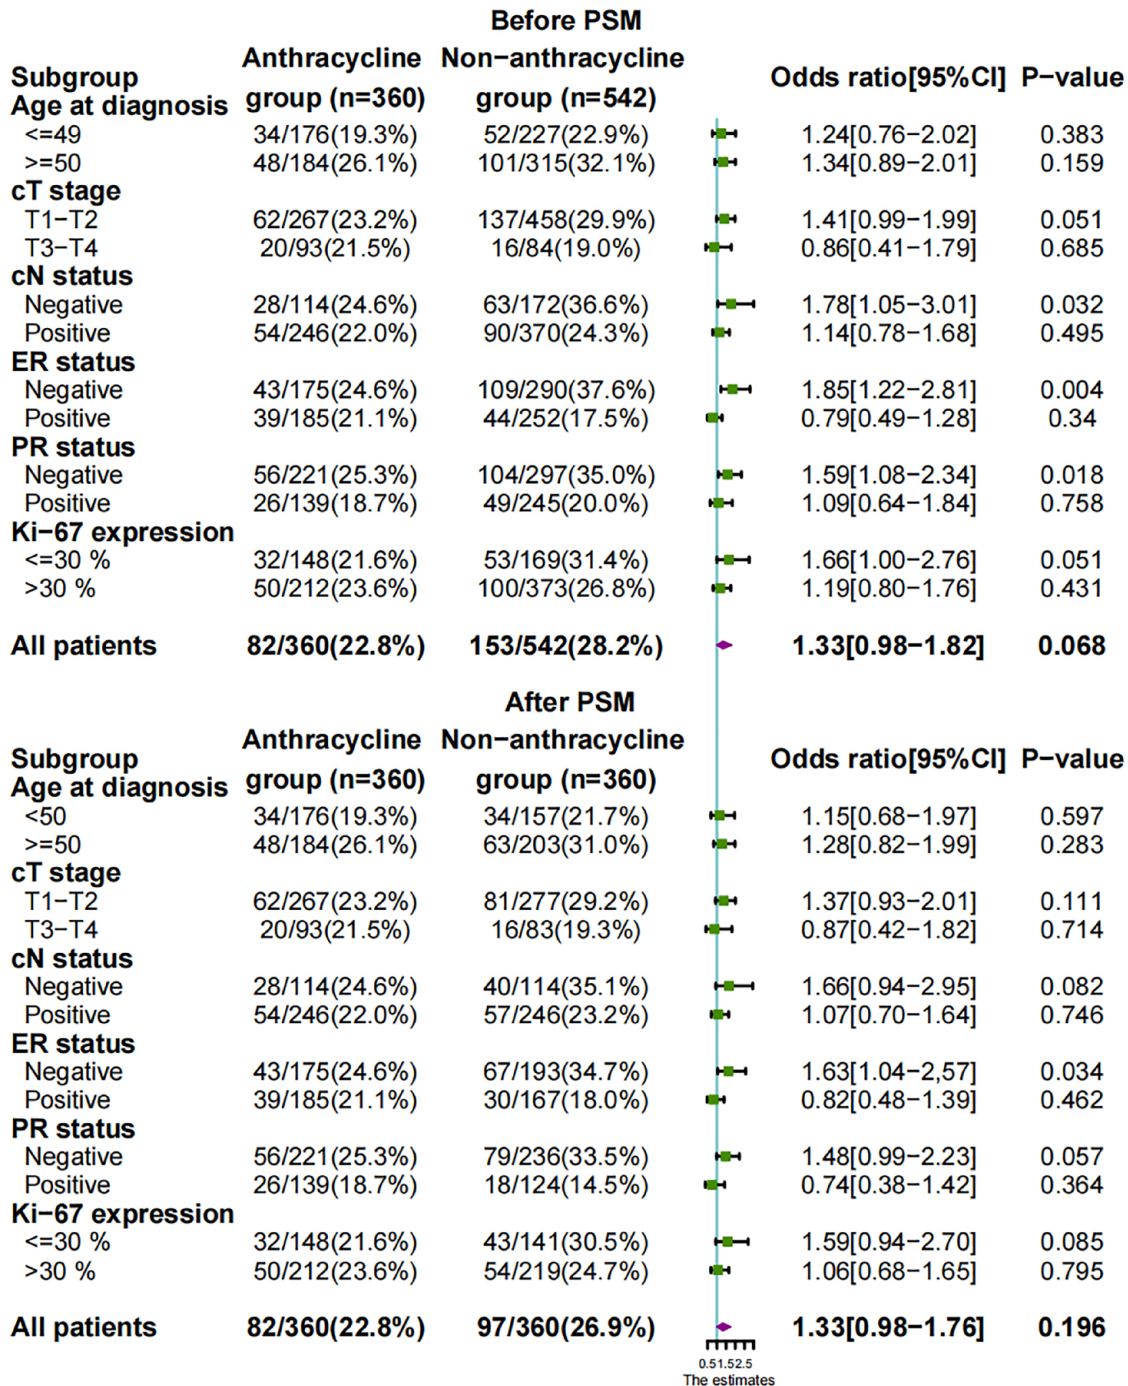 Before PSM
Subgroup Anthracycline group (n=360) Non−anthracycline group (n=542) Odds ratio[95%CI] P−value
Age at diagnosis
<=49 34/176(19.3%) 52/227(22.9%) 1.24[0.76−2.02] 0.383
>=50 48/184(26.1%) 101/315(32.1%) 1.34[0.89−2.01] 0.159
cT stage
T1−T2 62/267(23.2%) 137/458(29.9%) 1.41[0.99−1.99] 0.051
T3−T4 20/93(21.5%) 16/84(19.0%) 0.86[0.41−1.79] 0.685
cN status
Negative 28/114(24.6%) 63/172(36.6%) 1.78[1.05−3.01] 0.032
Positive 54/246(22.0%) 90/370(24.3%) 1.14[0.78−1.68] 0.495
ER status
Negative 43/175(24.6%) 109/290(37.6%) 1.85[1.22−2.81] 0.004
Positive 39/185(21.1%) 44/252(17.5%) 0.79[0.49−1.28] 0.34
PR status
Negative 56/221(25.3%) 104/297(35.0%) 1.59[1.08−2.34] 0.018
Positive 26/139(18.7%) 49/245(20.0%) 1.09[0.64−1.84] 0.758
Ki−67 expression
<=30 % 32/148(21.6%) 53/169(31.4%) 1.66[1.00−2.76] 0.051
>30 % 50/212(23.6%) 100/373(26.8%) 1.19[0.80−1.76] 0.431
All patients 82/360(22.8%) 153/542(28.2%) 1.33[0.98−1.82] 0.068
After PSM
Subgroup Anthracycline group (n=360) Non−anthracycline group (n=360) Odds ratio[95%CI] P−value
Age at diagnosis
<50 34/176(19.3%) 34/157(21.7%) 1.15[0.68−1.97] 0.597
>=50 48/184(26.1%) 63/203(31.0%) 1.28[0.82−1.99] 0.283
cT stage
T1−T2 62/267(23.2%) 81/277(29.2%) 1.37[0.93−2.01] 0.111
T3−T4 20/93(21.5%) 16/83(19.3%) 0.87[0.42−1.82] 0.714
cN status
Negative 28/114(24.6%) 40/114(35.1%) 1.66[0.94−2.95] 0.082
Positive 54/246(22.0%) 57/246(23.2%) 1.07[0.70−1.64] 0.746
ER status
Negative 43/175(24.6%) 67/193(34.7%) 1.63[1.04−2,57] 0.034
Positive 39/185(21.1%) 30/167(18.0%) 0.82[0.48−1.39] 0.462
PR status
Negative 56/221(25.3%) 79/236(33.5%) 1.48[0.99−2.23] 0.057
Positive 26/139(18.7%) 18/124(14.5%) 0.74[0.38−1.42] 0.364
Ki−67 expression
<=30 % 32/148(21.6%) 43/141(30.5%) 1.59[0.94−2.70] 0.085
>30 % 50/212(23.6%) 54/219(24.7%) 1.06[0.68−1.65] 0.795
All patients 82/360(22.8%) 97/360(26.9%) 1.33[0.98−1.76] 0.196
0.51.52.5
The estimates